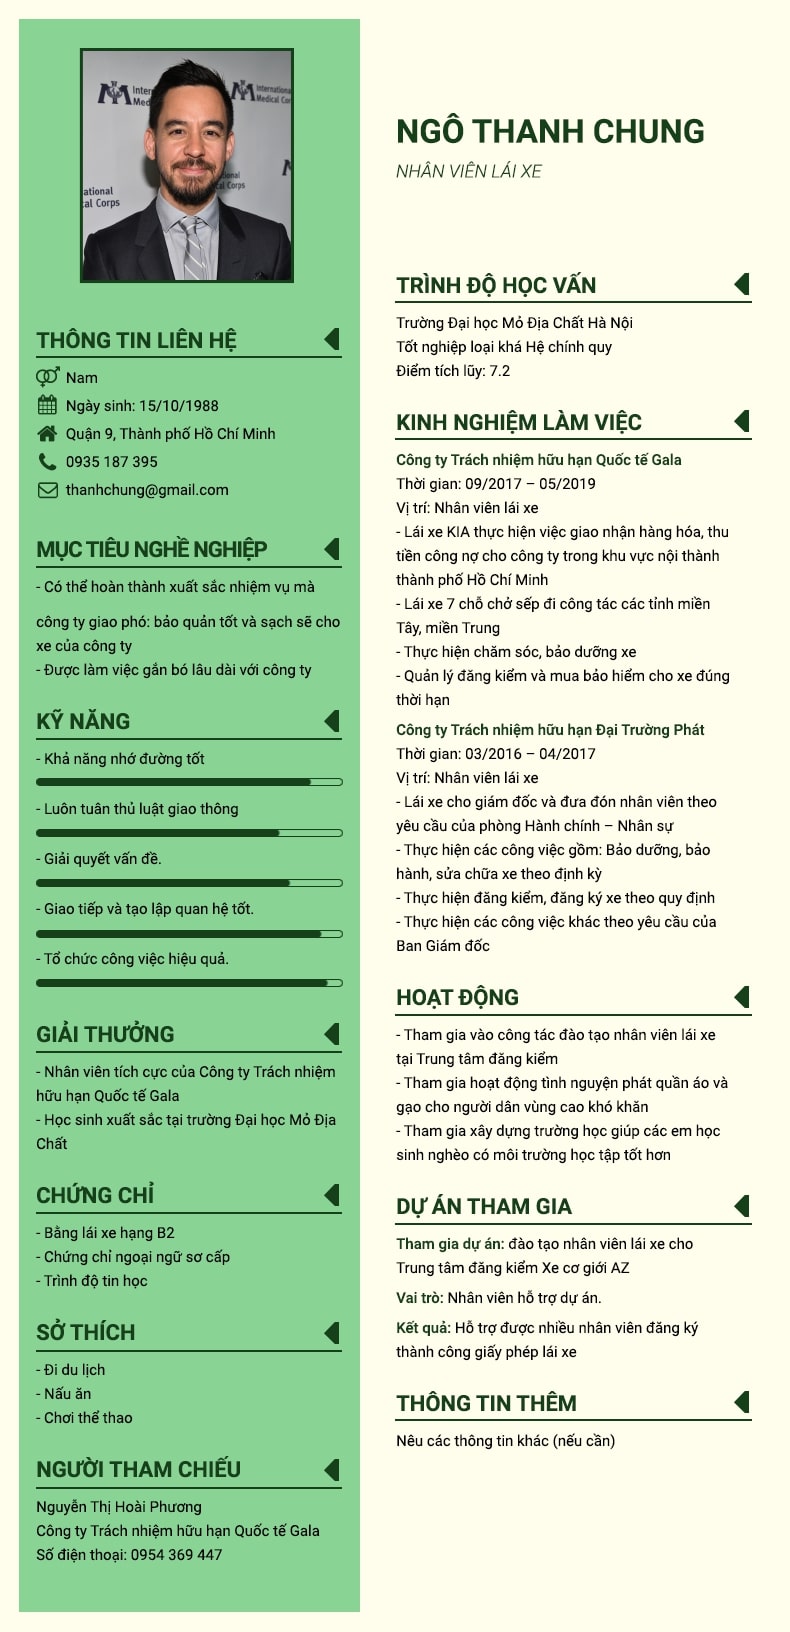 International
Medical Corps
International
Medical Cor
national
cal Corps
THÔNG TIN LIÊN HỆ
Nam
Ngày sinh: 15/10/1988
Quận 9, Thành phố Hồ Chí Minh
0935 187 395
thanhchung@gmail.com
MỤC TIÊU NGHỀ NGHIỆP
- Có thể hoàn thành xuất sắc nhiệm vụ mà
công ty giao phó: bảo quản tốt và sạch sẽ cho
xe của công ty
- Được làm việc gắn bó lâu dài với công ty
KỸ NĂNG
- Khả năng nhớ đường tốt
- Luôn tuân thủ luật giao thông
- Giải quyết vấn đề.
- Giao tiếp và tạo lập quan hệ tốt.
- Tổ chức công việc hiệu quả.
GIẢI THƯỞNG
- Nhân viên tích cực của Công ty Trách nhiệm
hữu hạn Quốc tế Gala
- Học sinh xuất sắc tại trường Đại học Mỏ Địa
Chất
CHỨNG CHỈ
- Bằng lái xe hạng B2
- Chứng chỉ ngoại ngữ sơ cấp
- Trình độ tin học
SỞ THÍCH
- Đi du lịch
- Nấu ăn
- Chơi thể thao
NGƯỜI THAM CHIẾU
Nguyễn Thị Hoài Phương
Công ty Trách nhiệm hữu hạn Quốc tế Gala
Số điện thoại: 0954 369 447
NGÔ THANH CHUNG
NHÂN VIÊN LÁI XE
TRÌNH ĐỘ HỌC VẤN
Trường Đại học Mỏ Địa Chất Hà Nội
Tốt nghiệp loại khá Hệ chính quy
Điểm tích lũy: 7.2
KINH NGHIỆM LÀM VIỆC
Công ty Trách nhiệm hữu hạn Quốc tế Gala
Thời gian: 09/2017 – 05/2019
Vị trí: Nhân viên lái xe
- Lái xe KIA thực hiện việc giao nhận hàng hóa, thu
tiền công nợ cho công ty trong khu vực nội thành
thành phố Hồ Chí Minh
- Lái xe 7 chỗ chở sếp đi công tác các tỉnh miền
Tây, miền Trung
- Thực hiện chăm sóc, bảo dưỡng xe
- Quản lý đăng kiểm và mua bảo hiểm cho xe đúng
thời hạn
Công ty Trách nhiệm hữu hạn Đại Trường Phát
Thời gian: 03/2016 – 04/2017
Vị trí: Nhân viên lái xe
- Lái xe cho giám đốc và đưa đón nhân viên theo
yêu cầu của phòng Hành chính – Nhân sự
- Thực hiện các công việc gồm: Bảo dưỡng, bảo
hành, sửa chữa xe theo định kỳ
- Thực hiện đăng kiểm, đăng ký xe theo quy định
- Thực hiện các công việc khác theo yêu cầu của
Ban Giám đốc
HOẠT ĐỘNG
- Tham gia vào công tác đào tạo nhân viên lái xe
tại Trung tâm đăng kiểm
- Tham gia hoạt động tình nguyện phát quần áo và
gạo cho người dân vùng cao khó khăn
- Tham gia xây dựng trường học giúp các em học
sinh nghèo có môi trường học tập tốt hơn
DỰ ÁN THAM GIA
Tham gia dự án: đào tạo nhân viên lái xe cho
Trung tâm đăng kiểm Xe cơ giới AZ
Vai trò: Nhân viên hỗ trợ dự án.
Kết quả: Hỗ trợ được nhiều nhân viên đăng ký
thành công giấy phép lái xe
THÔNG TIN THÊM
Nêu các thông tin khác (nếu cần)